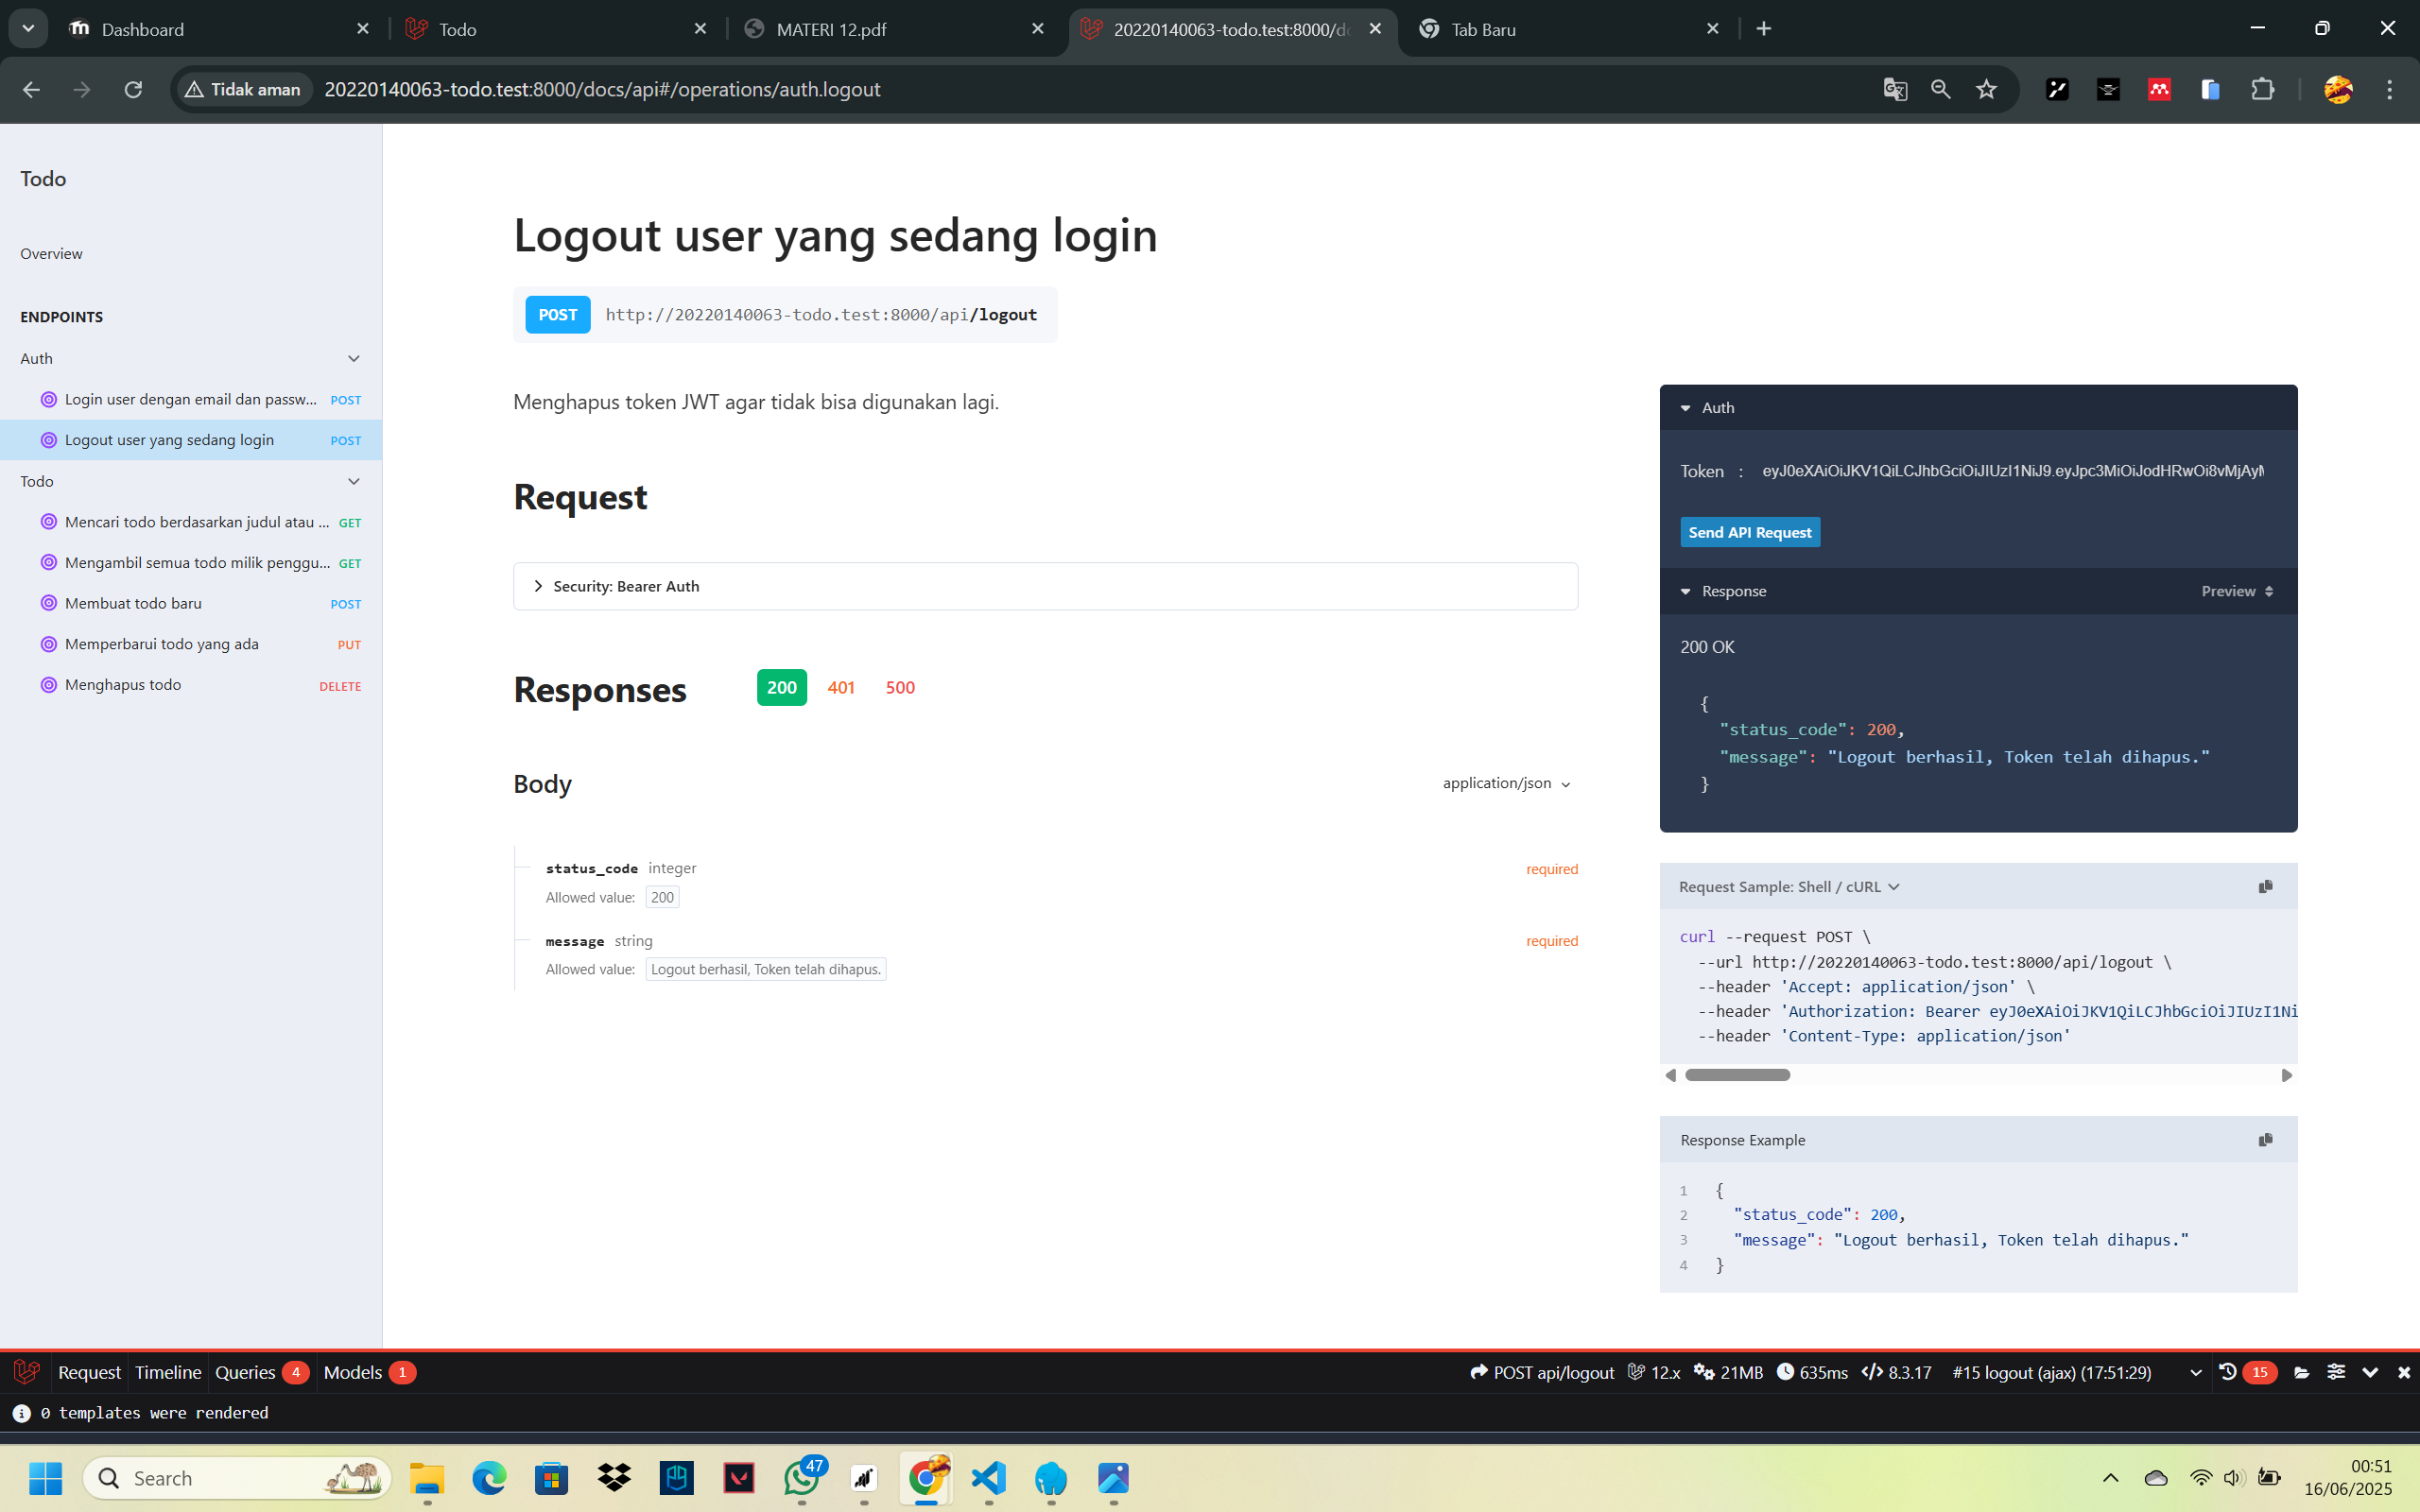 Dashboard
Todo
MATERI 12.pdf
20220140063-todo.test:8000/do
Tab Baru
Tidak aman
20220140063-todo.test:8000/docs/api#/operations/auth.logout
Todo
Overview
ENDPOINTS
Auth
Login user dengan email dan passw... POST
Logout user yang sedang login POST
Todo
Mencari todo berdasarkan judul atau ... GET
Mengambil semua todo milik penggu... GET
Membuat todo baru POST
Memperbarui todo yang ada PUT
Menghapus todo DELETE
Logout user yang sedang login
POST http://20220140063-todo.test:8000/api/logout
Menghapus token JWT agar tidak bisa digunakan lagi.
Request
Security: Bearer Auth
Responses 200 401 500
Body application/json
status_code integer required
Allowed value: 200
message string required
Allowed value: Logout berhasil, Token telah dihapus.
Auth
Token : eyJ0eXAiOiJKV1QiLCJhbGciOiJIUzI1NiJ9.eyJpc3MiOiJodHRwOi8vMjAyM
Send API Request
Response Preview
200 OK
{
"status_code": 200,
"message": "Logout berhasil, Token telah dihapus."
}
Request Sample: Shell / cURL
curl --request POST \
--url http://20220140063-todo.test:8000/api/logout \
--header 'Accept: application/json' \
--header 'Authorization: Bearer eyJ0eXAiOiJKV1QiLCJhbGciOiJIUzI1Ni
--header 'Content-Type: application/json'
Response Example
1 {
2 "status_code": 200,
3 "message": "Logout berhasil, Token telah dihapus."
4 }
Request Timeline Queries 4 Models 1 POST api/logout 12.x 21MB 635ms 8.3.17 #15 logout (ajax) (17:51:29) 15
0 templates were rendered
Search
47
00:51
16/06/2025